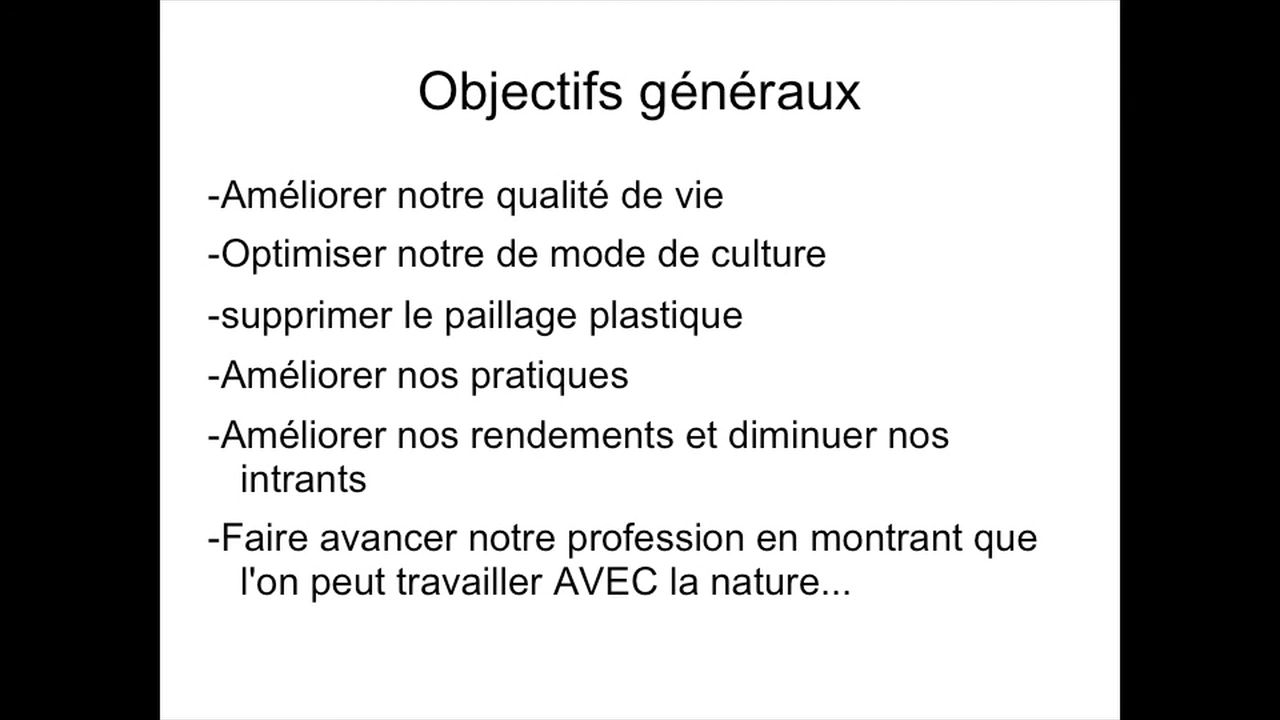 Objectifs généraux
-Améliorer notre qualité de vie
-Optimiser notre de mode de culture
-supprimer le paillage plastique
-Améliorer nos pratiques
-Améliorer nos rendements et diminuer nos
intrants
-Faire avancer notre profession en montrant que
l'on peut travailler AVEC la nature...